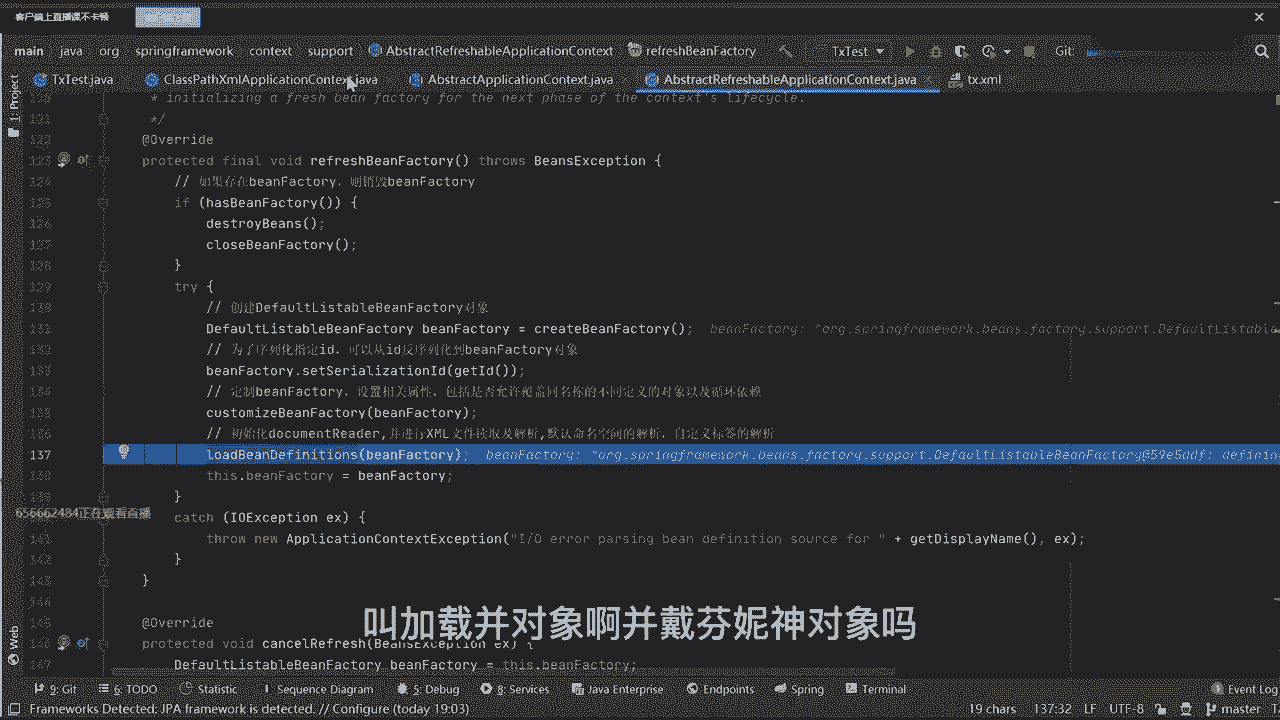 客户端上直播课不卡顿
main java org springframework context support AbstractRefreshableApplicationContext refreshBeanFactory TxTest Git:
TxTest.java ClassPathXmlApplicationContext.java AbstractApplicationContext.java AbstractRefreshableApplicationContext.java tx.xml
1: Project
* initializing a fresh bean factory for the next phase of the context's lifecycle.
121 */
122 @Override
123 protected final void refreshBeanFactory() throws BeansException {
124 // 如果存在beanFactory，则销毁beanFactory
125 if (hasBeanFactory()) {
126 destroyBeans();
127 closeBeanFactory();
128 }
129 try {
130 // 创建DefaultListableBeanFactory对象
131 DefaultListableBeanFactory beanFactory = createBeanFactory(); beanFactory: "org.springframework.beans.factory.support.DefaultListable
132 // 为了序列化指定id，可以从id反序列化到beanFactory对象
133 beanFactory.setSerializationId(getId());
134 // 定制beanFactory，设置相关属性，包括是否允许覆盖同名称的不同定义的对象以及循环依赖
135 customizeBeanFactory(beanFactory);
136 // 初始化documentReader,并进行XML文件读取及解析,默认命名空间的解析，自定义标签的解析
137 loadBeanDefinitions(beanFactory); beanFactory: "org.springframework.beans.factory.support.DefaultListableBeanFactory@59e5ddf: definin
138 this.beanFactory = beanFactory;
139 }
140 catch (IOException ex) {
656662484正在观看直播
141 throw new ApplicationContextException("I/O error parsing bean definition source for " + getDisplayName(), ex);
142 }
143 }
144
145 @Override
146 protected void cancelRefresh(BeansException ex) {
147 DefaultListableBeanFactory beanFactory = this.beanFactory;
叫加载并对象啊并戴芬妮神对象吗
Web
9: Git 6: TODO Statistic Sequence Diagram 5: Debug 8: Services Java Enterprise Endpoints Spring Terminal Event Log
Frameworks Detected: JPA framework is detected. // Configure (today 19:03) 19 chars 137:32 LF UTF-8 master